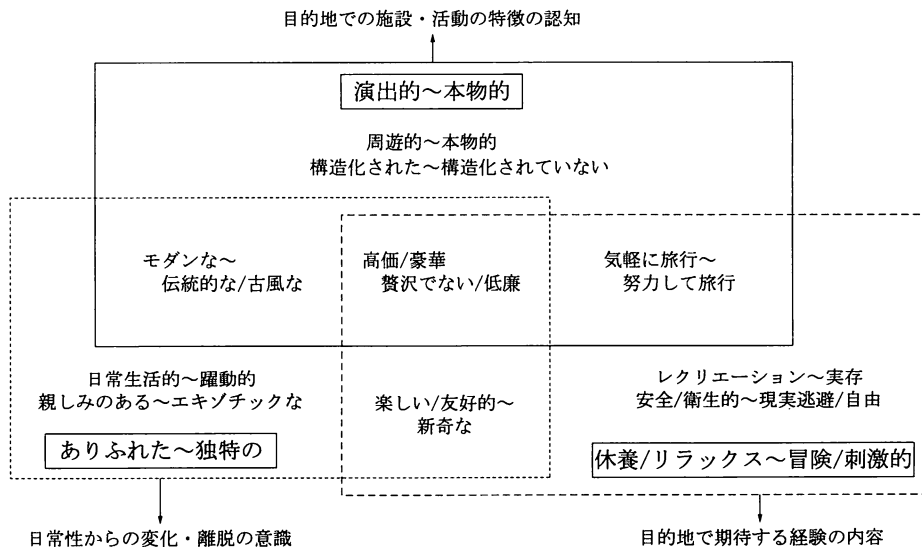 目的地での施設・活動の特徴の認知
演出的～本物的
周遊的～本物的
構造化された～構造化されていない
モダンな～
伝統的な/古風な
高価/豪華
贅沢でない/低廉
気軽に旅行～
努力して旅行
日常生活的～躍動的
親しみのある～エキゾチックな
ありふれた～独特の
楽しい/友好的～
新奇な
レクリエーション～実存
安全/衛生的～現実逃避/自由
休養/リラックス～冒険/刺激的
日常性からの変化・離脱の意識
目的地で期待する経験の内容